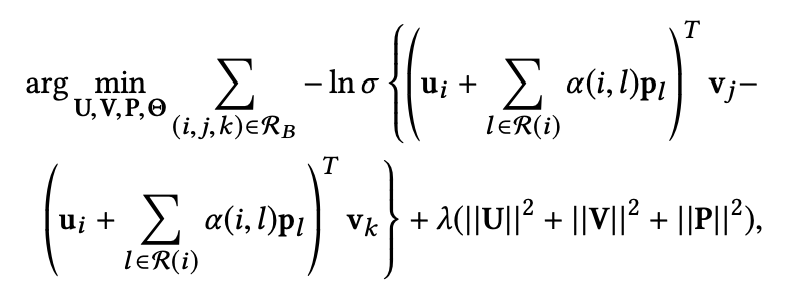 arg min_{U,V,P,Θ} ∑_{(i,j,k)∈ℛ_B} − ln σ { ( u_i + ∑_{l∈ℛ(i)} α(i, l)p_l )^T v_j −
( u_i + ∑_{l∈ℛ(i)} α(i, l)p_l )^T v_k } + λ(||U||² + ||V||² + ||P||²),